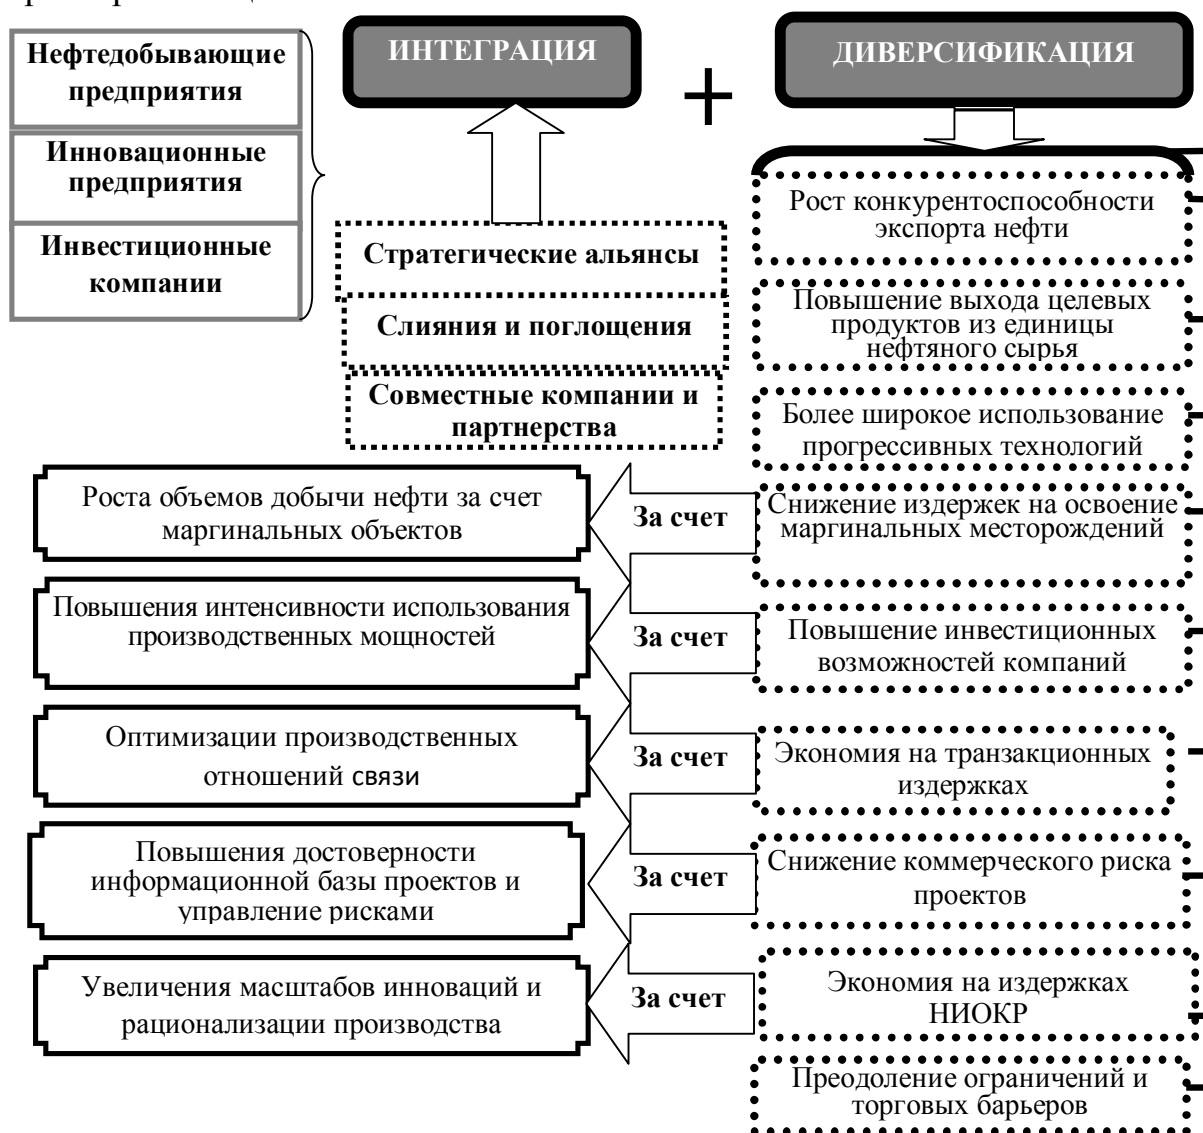 Нефтедобывающие
предприятия
Инновационные
предприятия
Инвестиционные
компании
ИНТЕГРАЦИЯ
+
ДИВЕРСИФИКАЦИЯ
Стратегические альянсы
Слияния и поглощения
Совместные компании и
партнерства
Рост конкурентоспособности
экспорта нефти
Повышение выхода целевых
продуктов из единицы
нефтяного сырья
Более широкое использование
прогрессивных технологий
Роста объемов добычи нефти за счет
маргинальных объектов
За счет
Снижение издержек на освоение
маргинальных месторождений
Повышения интенсивности использования
производственных мощностей
За счет
Повышение инвестиционных
возможностей компаний
Оптимизации производственных
отношений связи
За счет
Экономия на транзакционных
издержках
Повышения достоверности
информационной базы проектов и
управление рисками
За счет
Снижение коммерческого риска
проектов
Увеличения масштабов инноваций и
рационализации производства
За счет
Экономия на издержках
НИОКР
Преодоление ограничений и
торговых барьеров